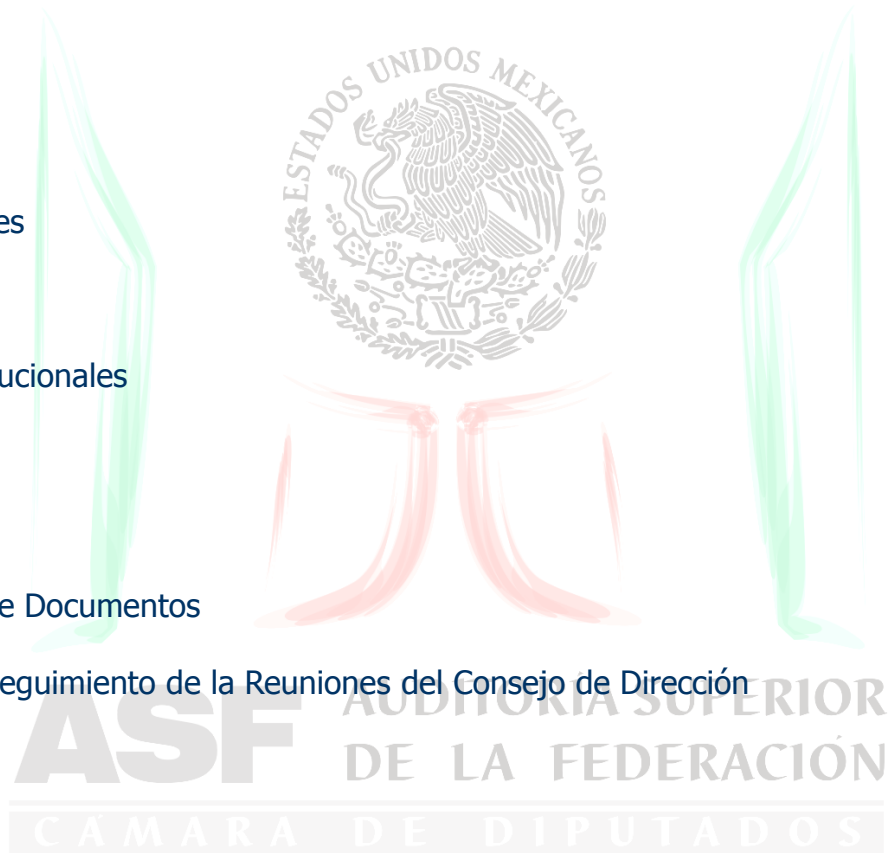 ESTADOS UNIDOS MEXICANOS
es
ucionales
e Documentos
eguimiento de la Reuniones del Consejo de Dirección
ASF AUDITORÍA SUPERIOR
DE LA FEDERACIÓN
CÁMARA DE DIPUTADOS